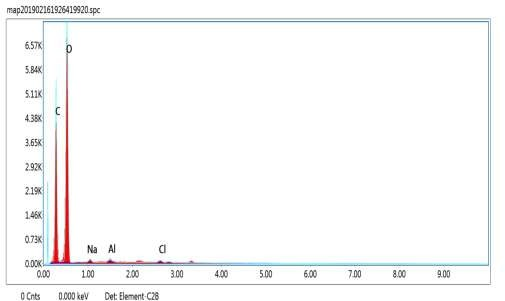 map201902161926419920.spc
6.57K
O
5.84K
5.11K
C
4.38K
3.65K
2.92K
2.19K
1.46K
0.73K
Na Al Cl
0.00K
0.00 1.00 2.00 3.00 4.00 5.00 6.00 7.00 8.00 9.00
0 Cnts 0.000 keV Det: Element-C2B